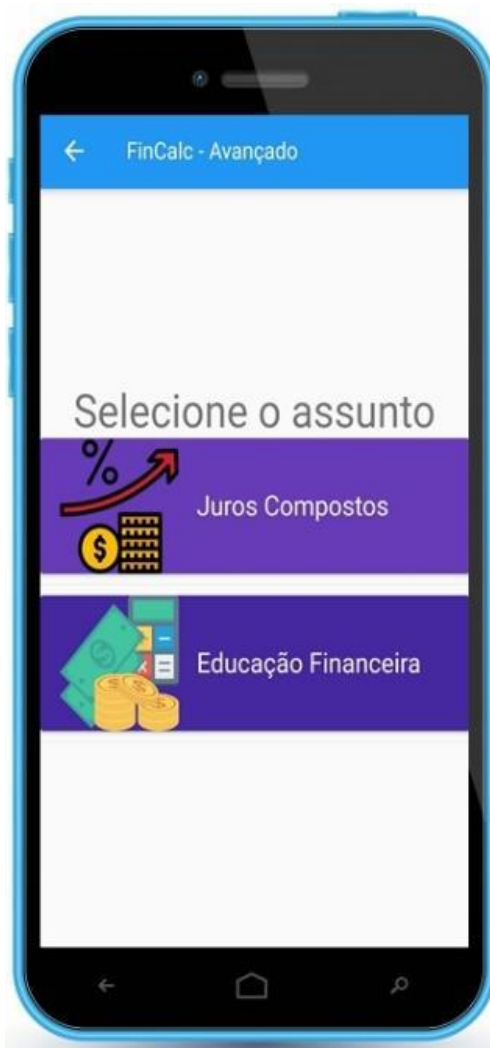 FinCalc - Avançado
Selecione o assunto
%
$
Juros Compostos
Educação Financeira